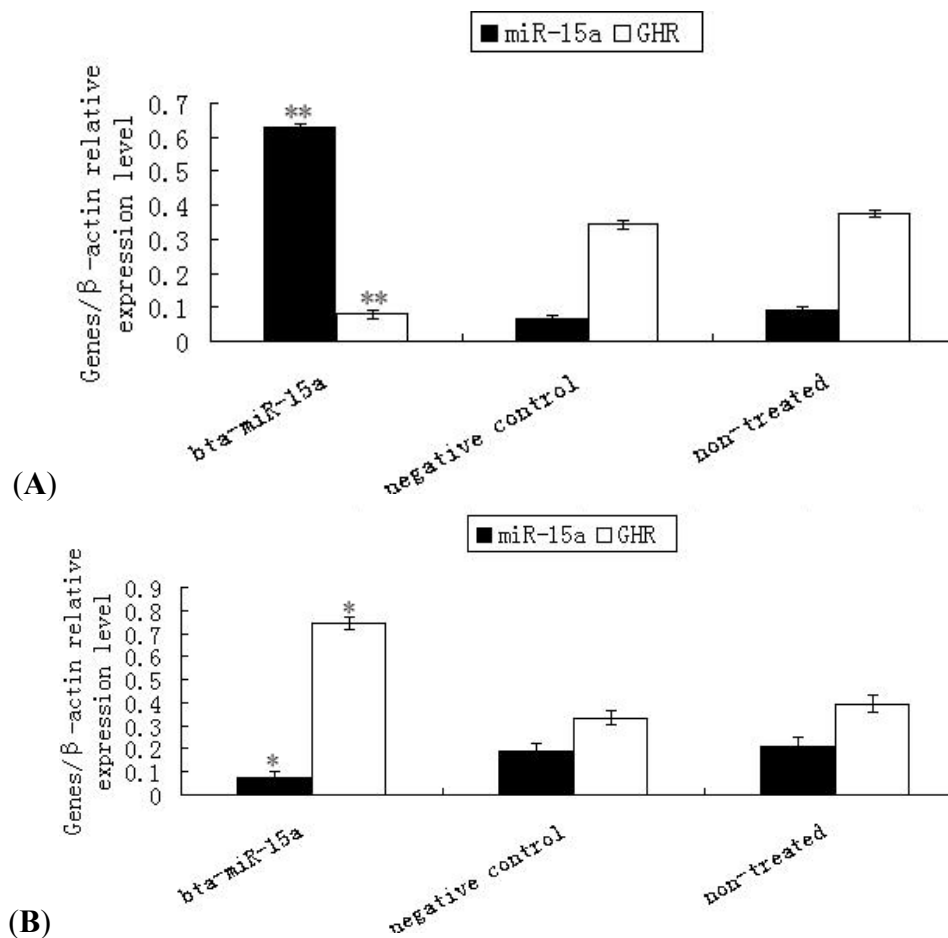 miR-15a GHR
Genes/β-actin relative
expression level
0.7
0.6
0.5
0.4
0.3
0.2
0.1
0
**
**
bta-miR-15a
negative control
non-treated
(A)
miR-15a GHR
Genes/β-actin relative
expression level
0.9
0.8
0.7
0.6
0.5
0.4
0.3
0.2
0.1
0
*
*
bta-miR-15a
negative control
non-treated
(B)